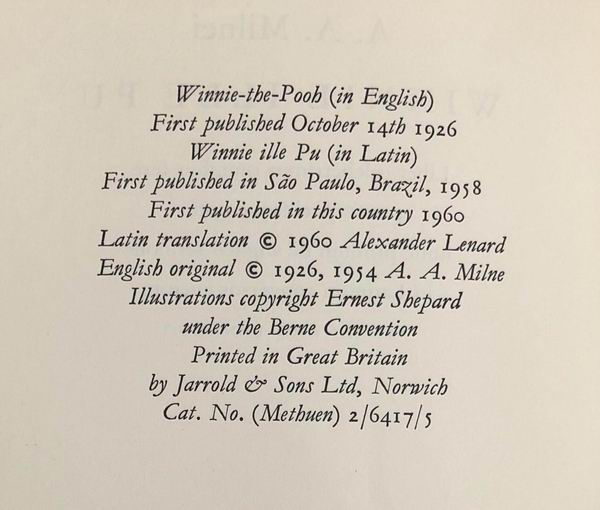 Winnie-the-Pooh (in English)
First published October 14th 1926
Winnie ille Pu (in Latin)
First published in São Paulo, Brazil, 1958
First published in this country 1960
Latin translation © 1960 Alexander Lenard
English original © 1926, 1954 A. A. Milne
Illustrations copyright Ernest Shepard
under the Berne Convention
Printed in Great Britain
by Jarrold & Sons Ltd, Norwich
Cat. No. (Methuen) 2/6417/5